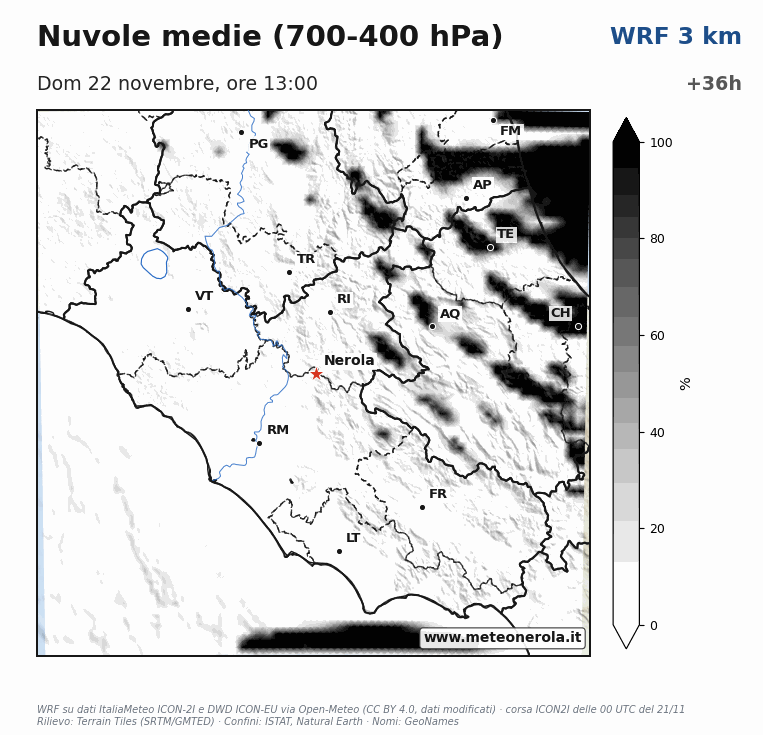 Nuvole medie (700-400 hPa)
WRF 3 km
Dom 22 novembre, ore 13:00
+36h
FM
PG
AP
TE
TR
VT
RI
AQ
CH
Nerola
RM
FR
LT
www.meteonerola.it
100
80
60
40
20
0
%
WRF su dati ItaliaMeteo ICON-2I e DWD ICON-EU via Open-Meteo (CC BY 4.0, dati modificati) · corsa ICON2I delle 00 UTC del 21/11
Rilievo: Terrain Tiles (SRTM/GMTED) · Confini: ISTAT, Natural Earth · Nomi: GeoNames